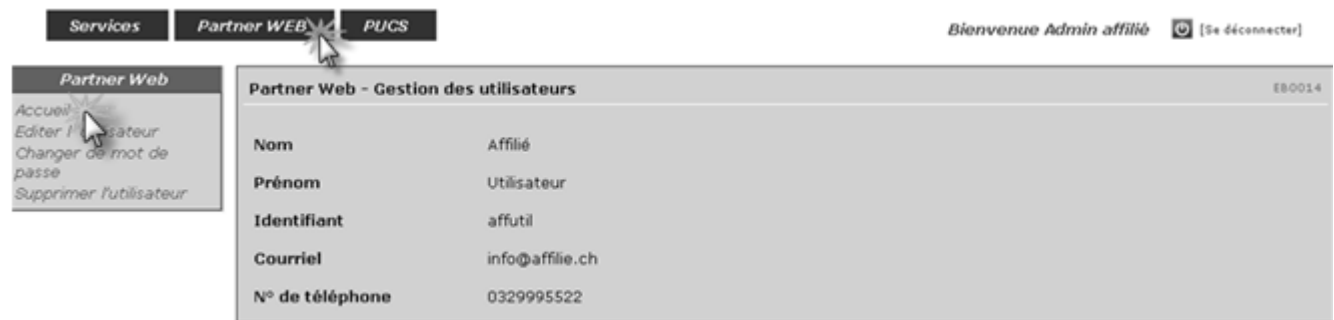 Services Partner WEB PUCS Bienvenue Admin affilié [Se déconnecter]
Partner Web
Accueil
Editer l'utilisateur
Changer de mot de
passe
Supprimer l'utilisateur
Partner Web - Gestion des utilisateurs EB0014
Nom Affilié
Prénom Utilisateur
Identifiant affutil
Courriel info@affilie.ch
N° de téléphone 0329995522